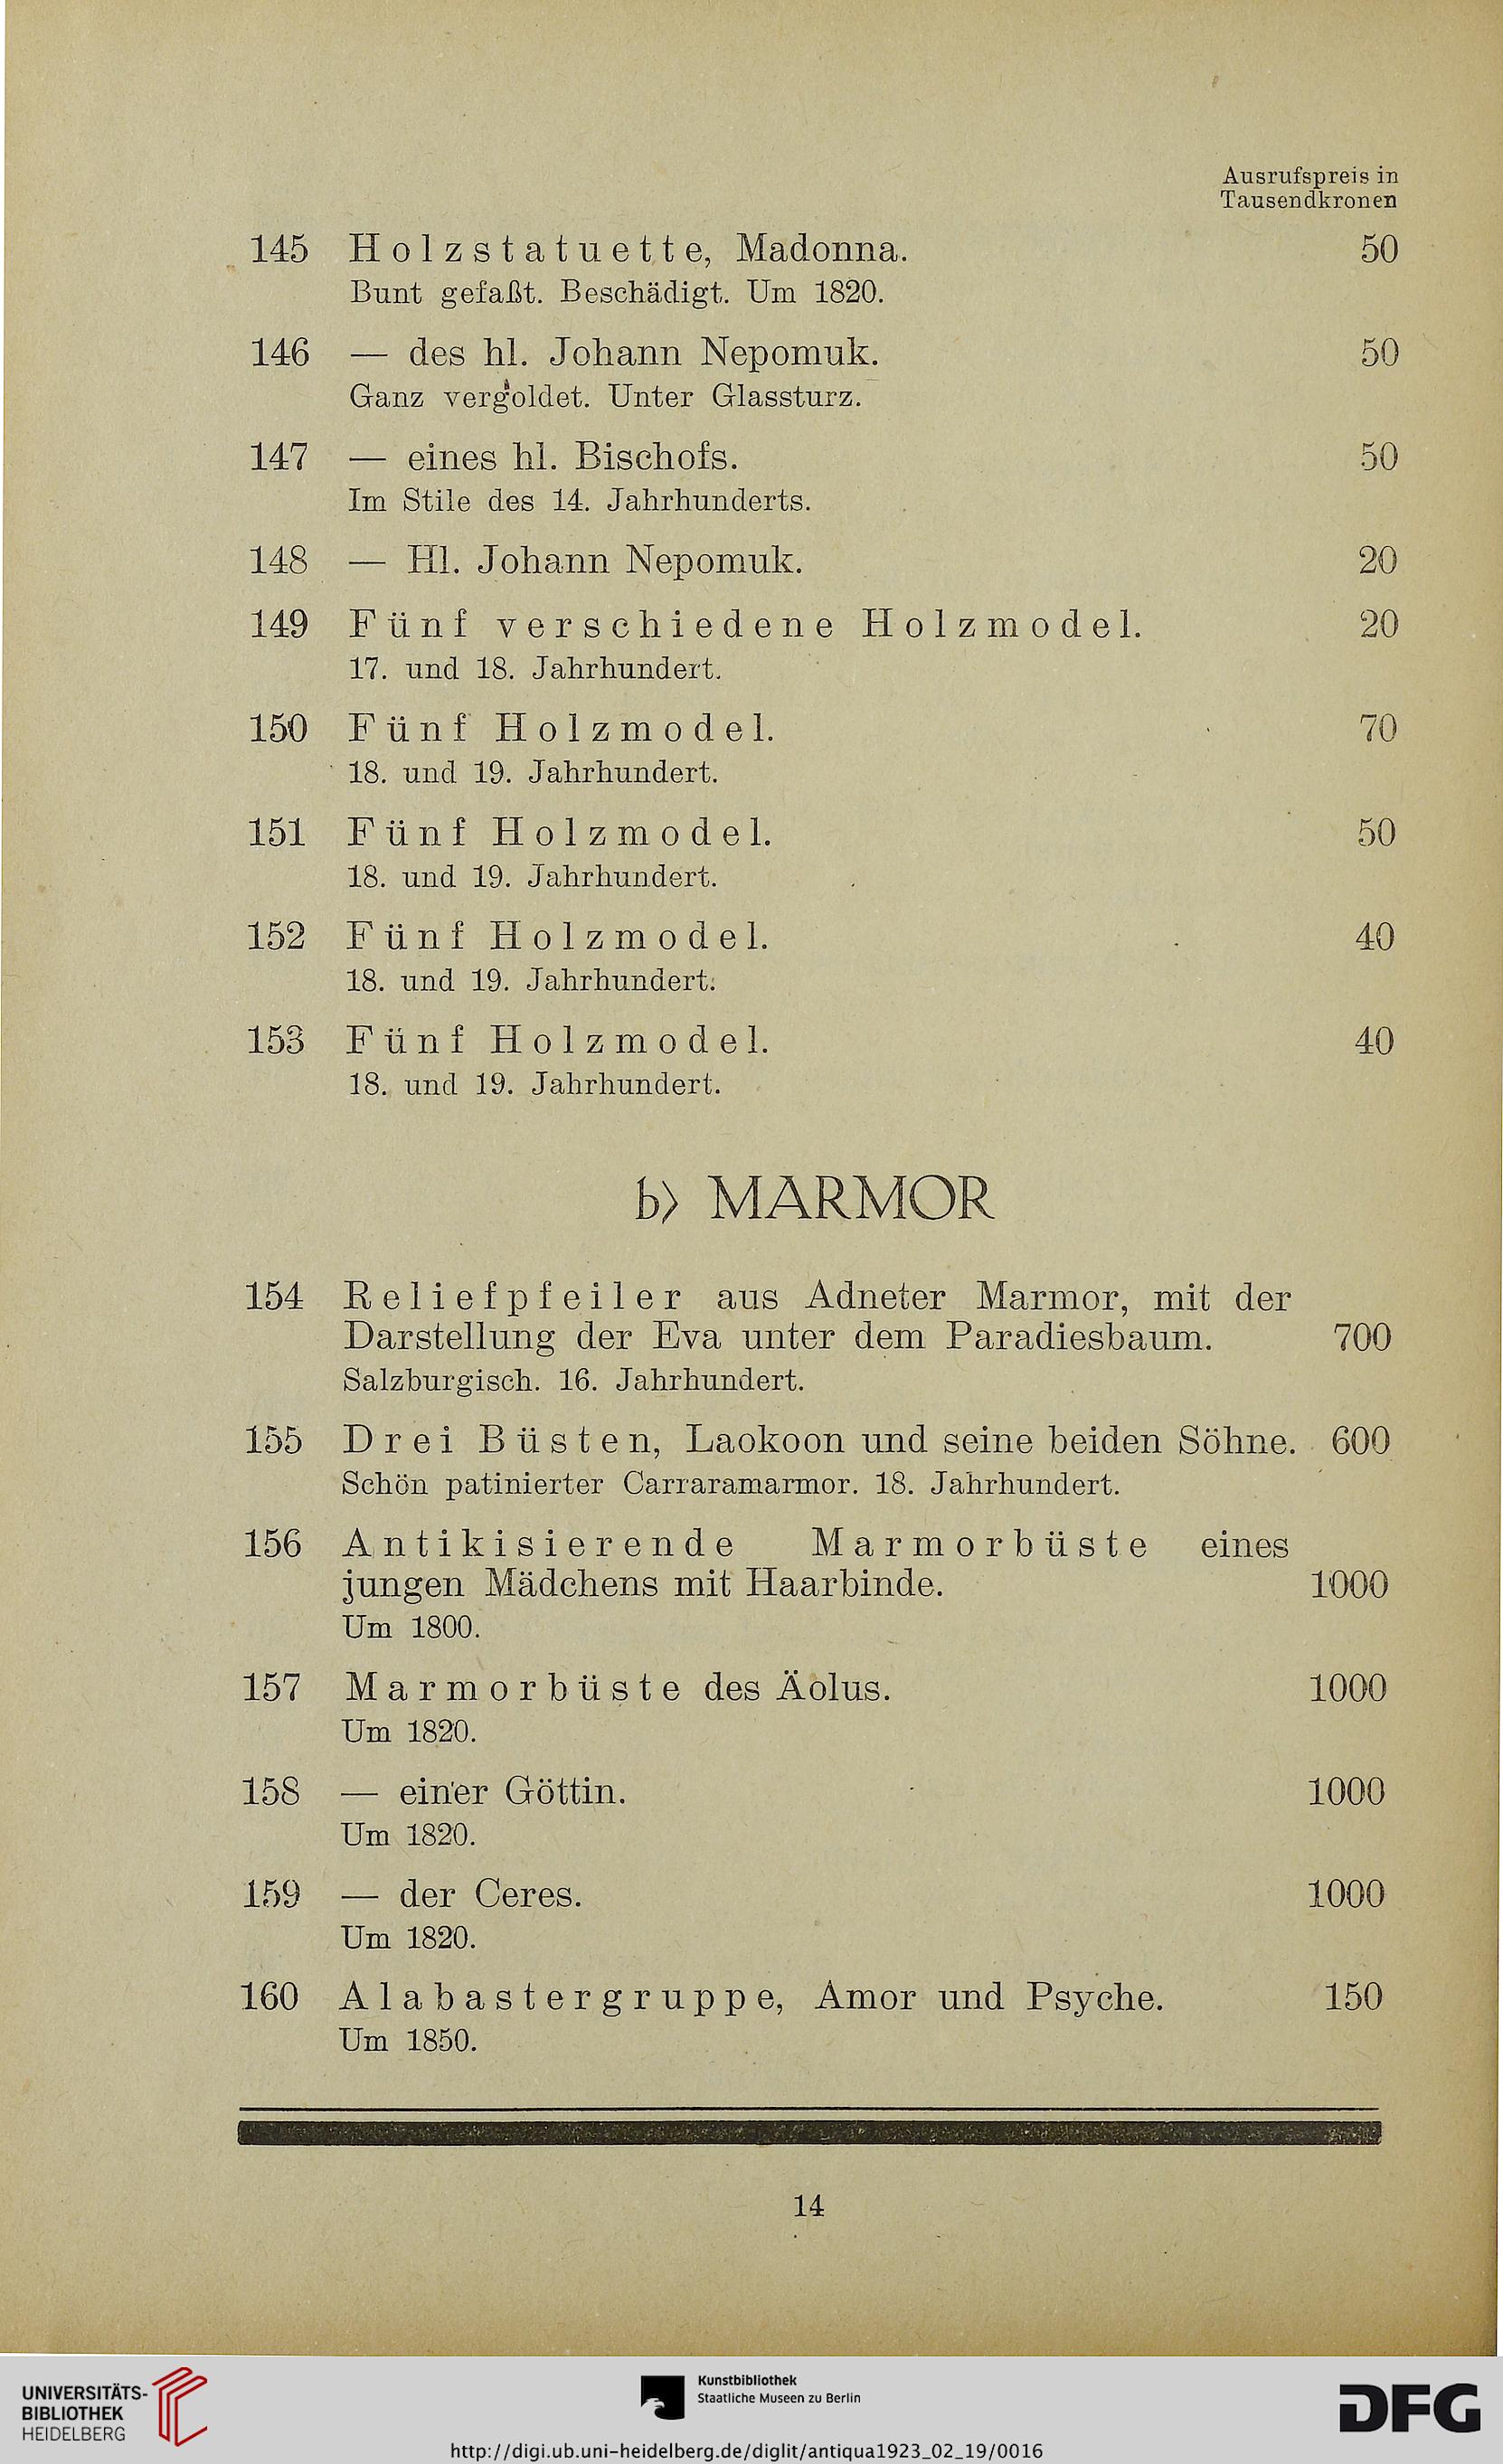 Ausrufspreis in
Tausendkronen
145 Holzstatuette, Madonna. 50
Bunt gefaßt. Beschädigt. Um 1820.
146 — des hl. Johann Nepomuk. 50
Ganz vergoldet. Unter Glassturz.
147 — eines hl. Bischofs. 50
Im Stile des 14. Jahrhunderts.
148 — Hl. Johann Nepomuk. 20
149 Fünf verschiedene Holzmodel. 20
17. und 18. Jahrhundert.
150 Fünf Holzmodel. 70
18. und 19. Jahrhundert.
151 Fünf Holzmodel. 50
18. und 19. Jahrhundert.
152 Fünf Holzmodel. 40
18. und 19. Jahrhundert.
153 Fünf Holzmodel. 40
18. und 19. Jahrhundert.
b) MARMOR
154 Reliefpfeiler aus Adneter Marmor, mit der
Darstellung der Eva unter dem Paradiesbaum. 700
Salzburgisch. 16. Jahrhundert.
155 Drei Büsten, Laokoon und seine beiden Söhne. 600
Schön patinierter Carraramarmor. 18. Jahrhundert.
156 Antikisierende Marmorbüste eines
jungen Mädchens mit Haarbinde. 1000
Um 1800.
157 Marmorbüste des Äolus. 1000
Um 1820.
158 — einer Göttin. 1000
Um 1820.
159 — der Ceres. 1000
Um 1820.
160 Alabastergruppe, Amor und Psyche. 150
Um 1850.
14
UNIVERSITÄTS-
BIBLIOTHEK
HEIDELBERG
Kunstbibliothek
Staatliche Museen zu Berlin
DFG
http://digi.ub.uni-heidelberg.de/diglit/antiqua1923_02_19/0016